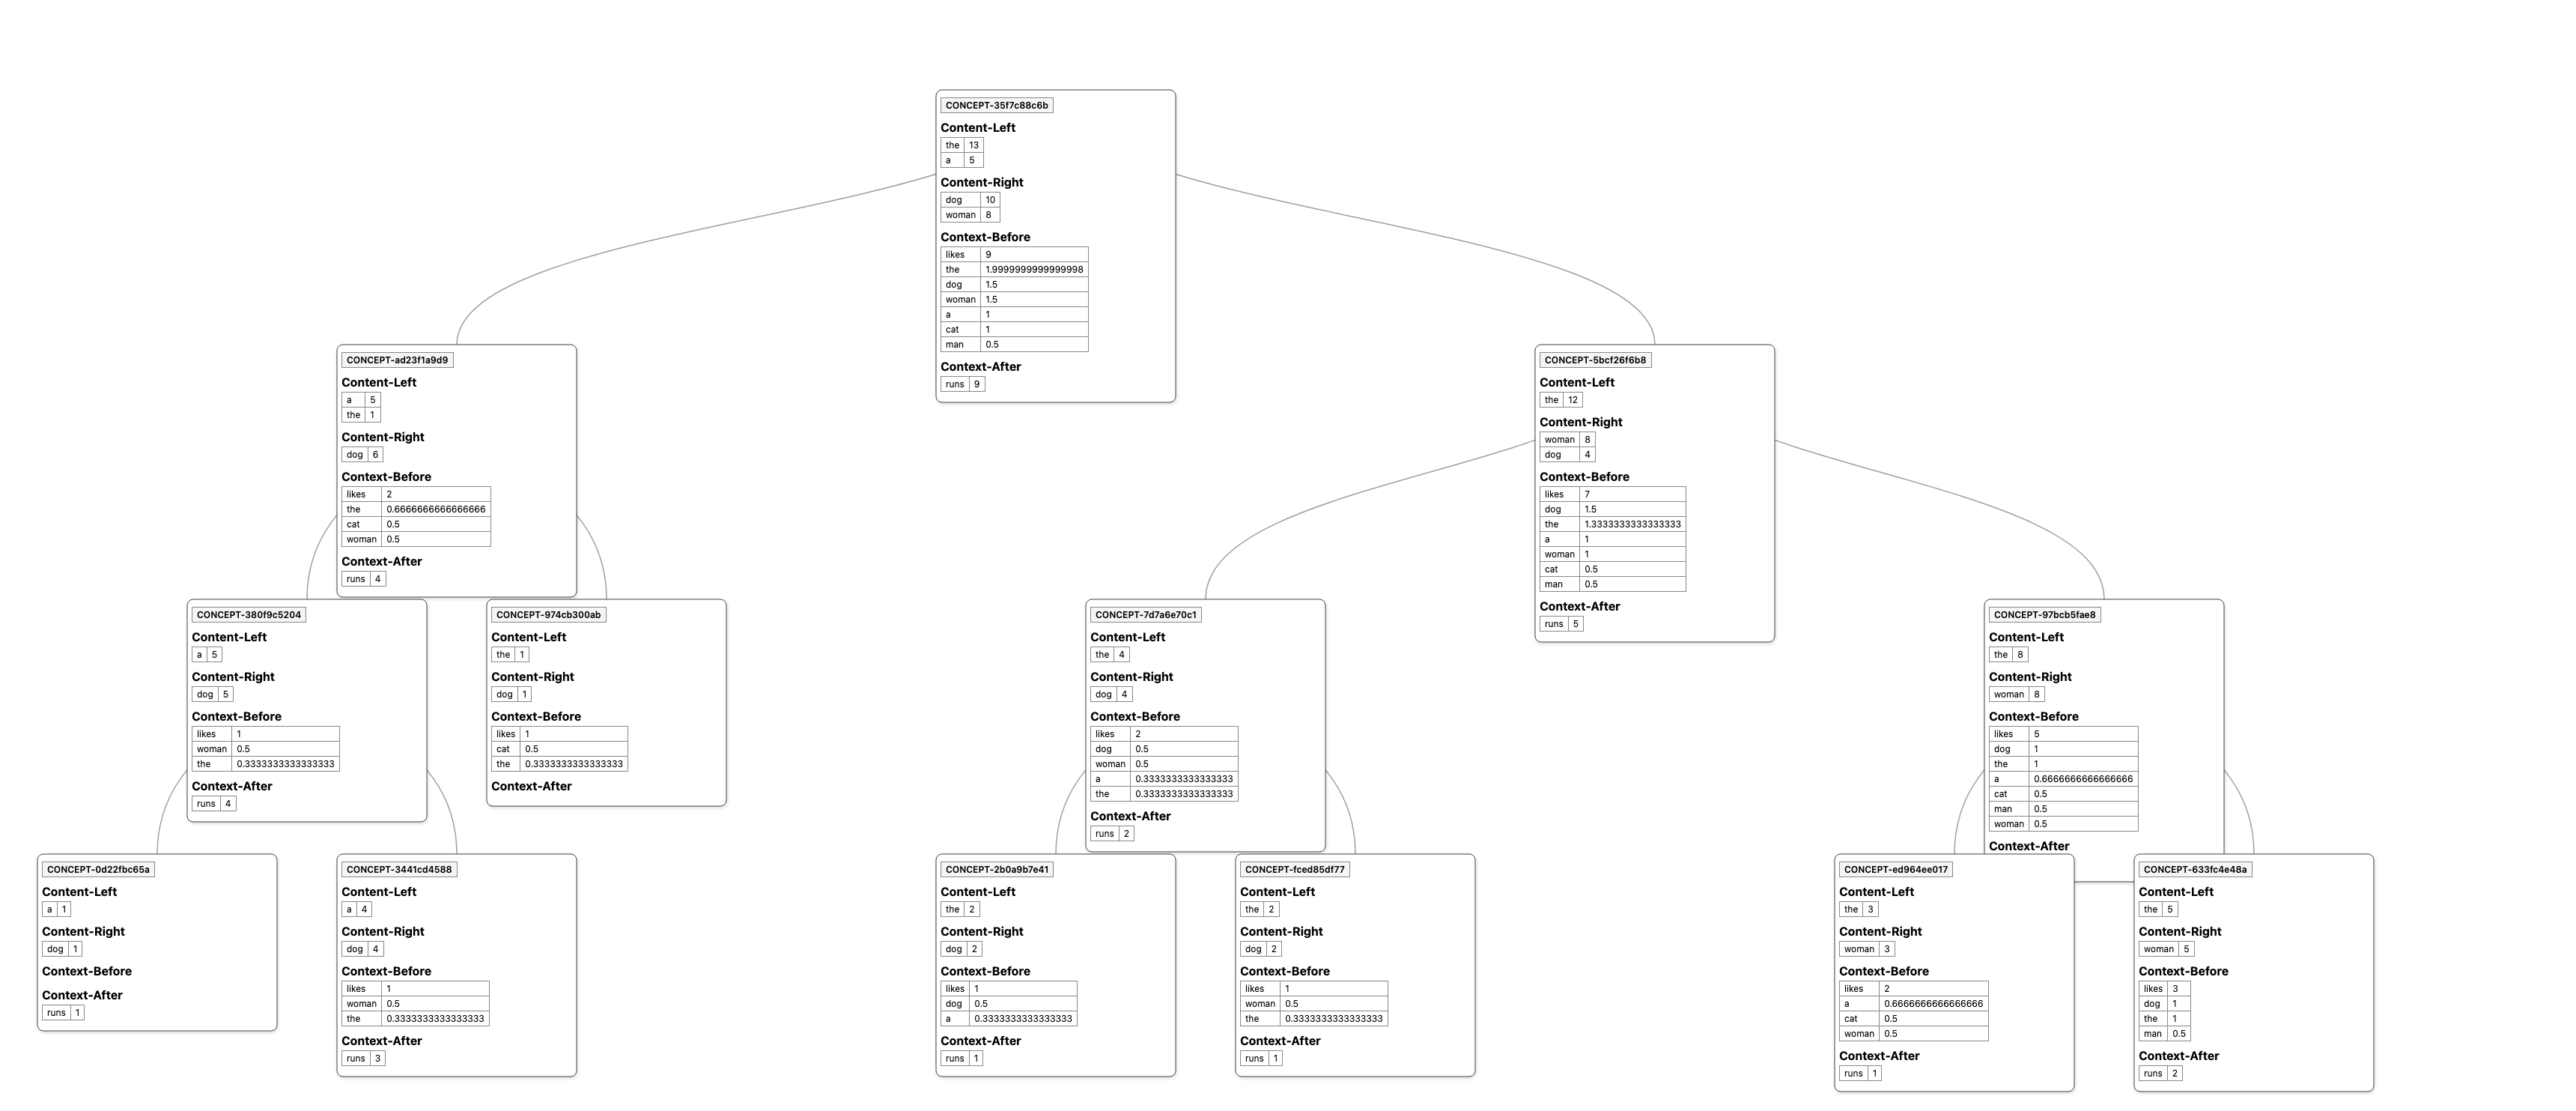 CONCEPT-35f7c88c6b
Content-Left
the 13
a 5
Content-Right
dog 10
woman 8
Context-Before
likes 9
the 1.9999999999999998
dog 1.5
woman 1.5
a 1
cat 1
man 0.5
Context-After
runs 9
CONCEPT-ad23f1a9d9
Content-Left
a 5
the 1
Content-Right
dog 6
Context-Before
likes 2
the 0.6666666666666666
cat 0.5
woman 0.5
Context-After
runs 4
CONCEPT-5bcf26f6b8
Content-Left
the 12
Content-Right
woman 8
dog 4
Context-Before
likes 7
dog 1.5
the 1.3333333333333333
a 1
woman 1
cat 0.5
man 0.5
Context-After
runs 5
CONCEPT-380f9c5204
Content-Left
a 5
Content-Right
dog 5
Context-Before
likes 1
woman 0.5
the 0.3333333333333333
Context-After
runs 4
CONCEPT-974cb300ab
Content-Left
the 1
Content-Right
dog 1
Context-Before
likes 1
cat 0.5
the 0.3333333333333333
Context-After
CONCEPT-7d7a6e70c1
Content-Left
the 4
Content-Right
dog 4
Context-Before
likes 2
dog 0.5
woman 0.5
a 0.3333333333333333
the 0.3333333333333333
Context-After
runs 2
CONCEPT-97bcb5fae8
Content-Left
the 8
Content-Right
woman 8
Context-Before
likes 5
dog 1
the 1
a 0.6666666666666666
cat 0.5
man 0.5
woman 0.5
Context-After
CONCEPT-0d22fbc65a
Content-Left
a 1
Content-Right
dog 1
Context-Before
Context-After
runs 1
CONCEPT-3441cd4588
Content-Left
a 4
Content-Right
dog 4
Context-Before
likes 1
woman 0.5
the 0.3333333333333333
Context-After
runs 3
CONCEPT-2b0a9b7e41
Content-Left
the 2
Content-Right
dog 2
Context-Before
likes 1
dog 0.5
a 0.3333333333333333
Context-After
runs 1
CONCEPT-fced85df77
Content-Left
the 2
Content-Right
dog 2
Context-Before
likes 1
woman 0.5
the 0.3333333333333333
Context-After
runs 1
CONCEPT-ed964ee017
Content-Left
the 3
Content-Right
woman 3
Context-Before
likes 2
a 0.6666666666666666
cat 0.5
woman 0.5
Context-After
runs 1
CONCEPT-633fc4e48a
Content-Left
the 5
Content-Right
woman 5
Context-Before
likes 3
dog 1
the 1
man 0.5
Context-After
runs 2